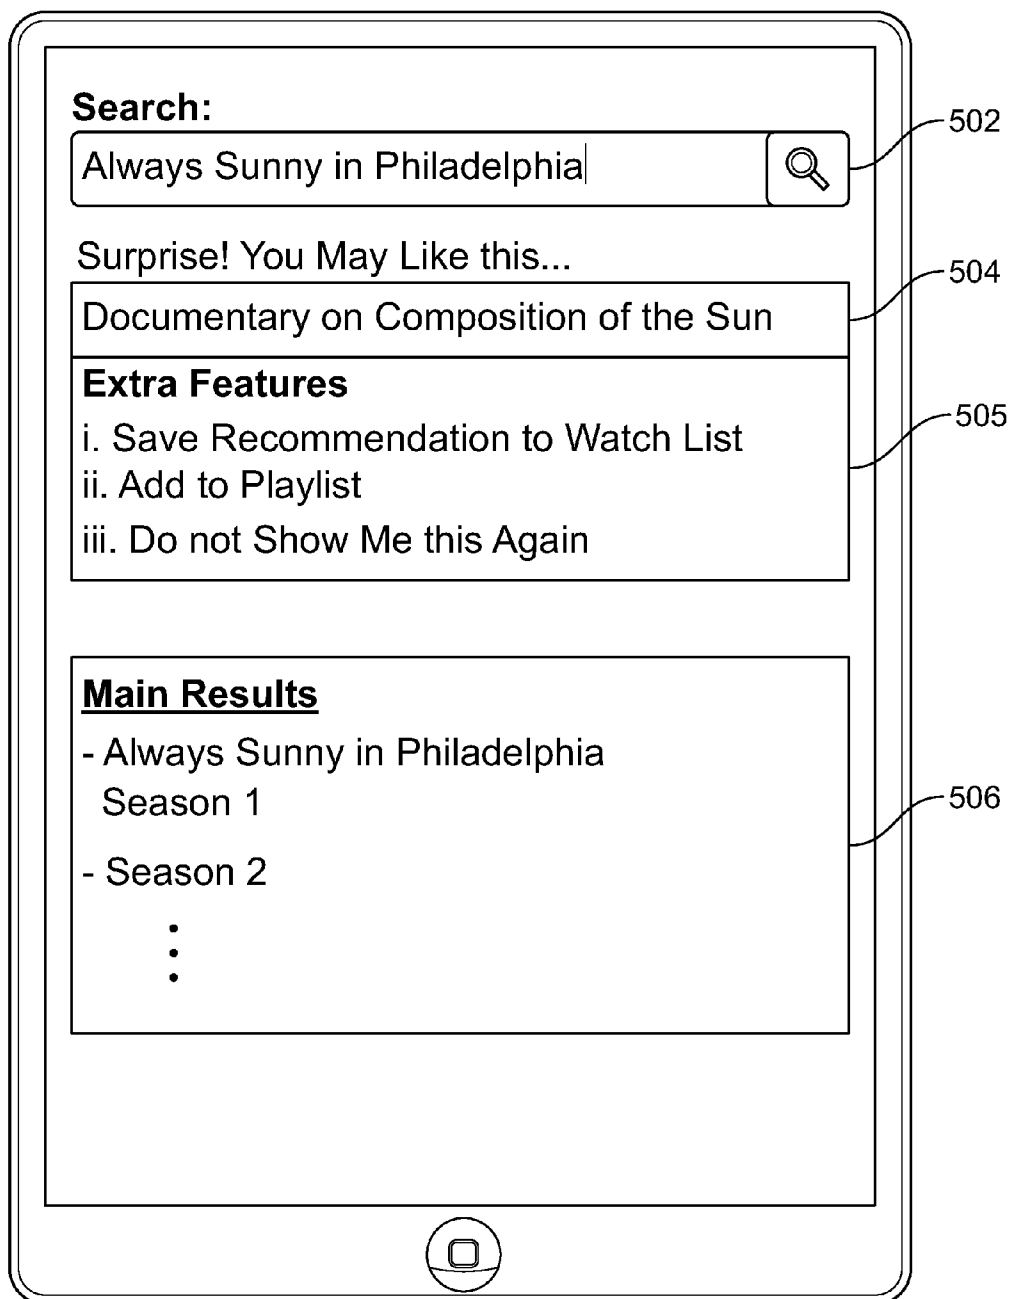 Search:
Always Sunny in Philadelphia
502
Surprise! You May Like this...
504
Documentary on Composition of the Sun
Extra Features
505
i. Save Recommendation to Watch List
ii. Add to Playlist
iii. Do not Show Me this Again
Main Results
- Always Sunny in Philadelphia
Season 1
506
- Season 2